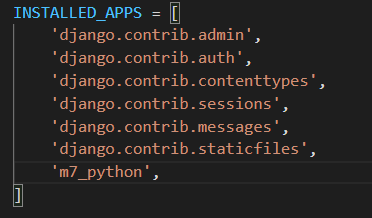 INSTALLED_APPS = [
    'django.contrib.admin',
    'django.contrib.auth',
    'django.contrib.contenttypes',
    'django.contrib.sessions',
    'django.contrib.messages',
    'django.contrib.staticfiles',
    'm7_python',
]